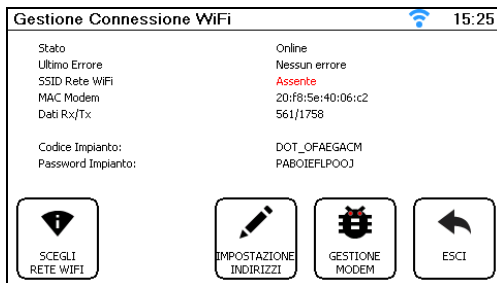 Gestione Connessione WiFi 15:25
Stato Online
Ultimo Errore Nessun errore
SSID Rete WiFi Assente
MAC Modem 20:f8:5e:40:06:c2
Dati Rx/Tx 561/1758
Codice Impianto: DOT_OFAEGACM
Password Impianto: PABOIEFLPOOJ
SCEGLI
RETE WIFI
IMPOSTAZIONE
INDIRIZZI
GESTIONE
MODEM
ESCI